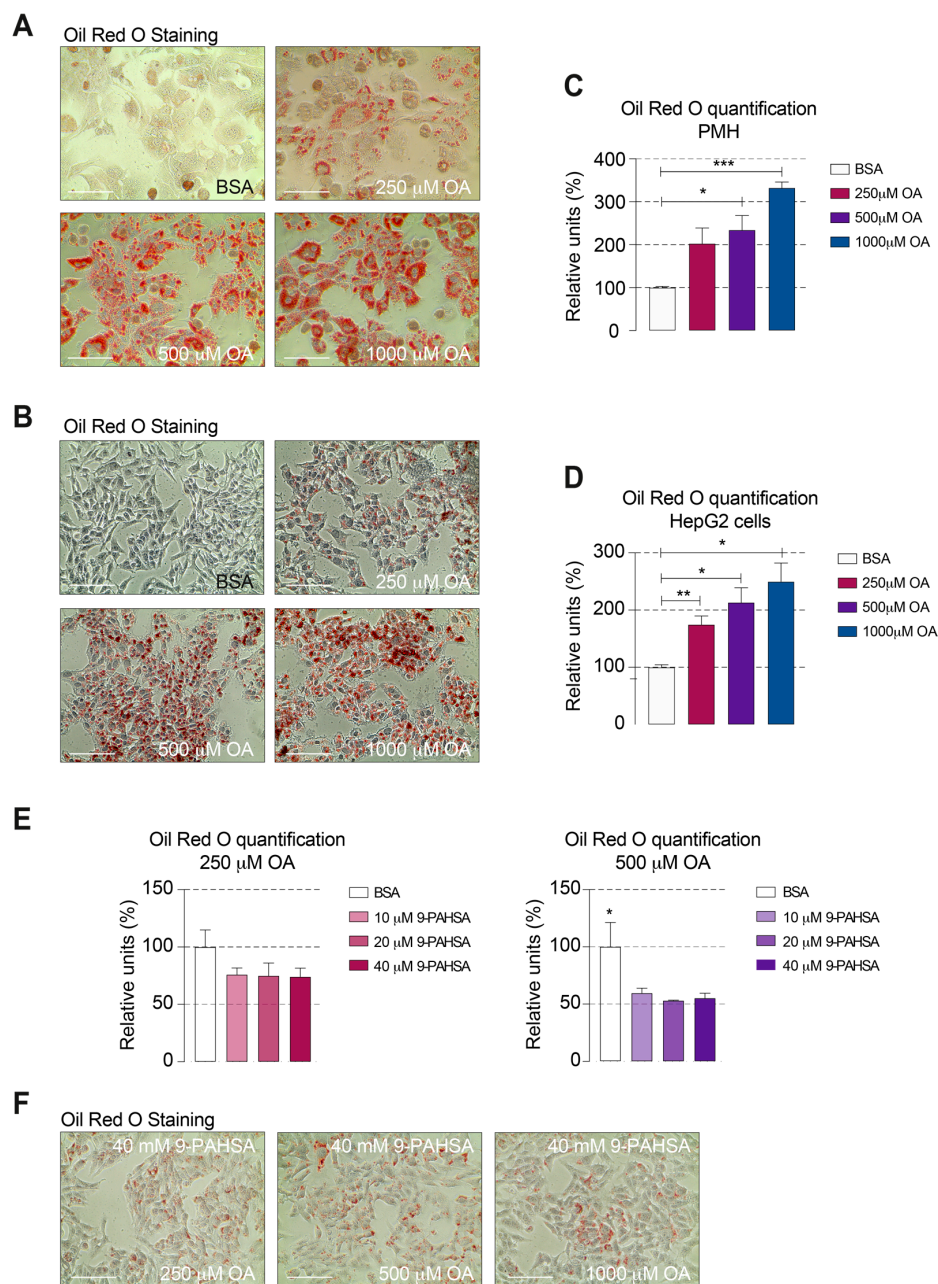 A
Oil Red O Staining
BSA
250 µM OA
500 µM OA
1000 µM OA
C
Oil Red O quantification
PMH
Relative units (%)
400
300
200
100
0
*
***
BSA
250µM OA
500µM OA
1000µM OA
B
Oil Red O Staining
BSA
250 µM OA
500 µM OA
1000 µM OA
D
Oil Red O quantification
HepG2 cells
Relative units (%)
300
200
100
0
**
*
*
BSA
250µM OA
500µM OA
1000µM OA
E
Oil Red O quantification
250 µM OA
Relative units (%)
150
100
50
0
BSA
10 µM 9-PAHSA
20 µM 9-PAHSA
40 µM 9-PAHSA
Oil Red O quantification
500 µM OA
Relative units (%)
150
100
50
0
*
BSA
10 µM 9-PAHSA
20 µM 9-PAHSA
40 µM 9-PAHSA
F
Oil Red O Staining
40 mM 9-PAHSA
250 µM OA
40 mM 9-PAHSA
500 µM OA
40 mM 9-PAHSA
1000 µM OA